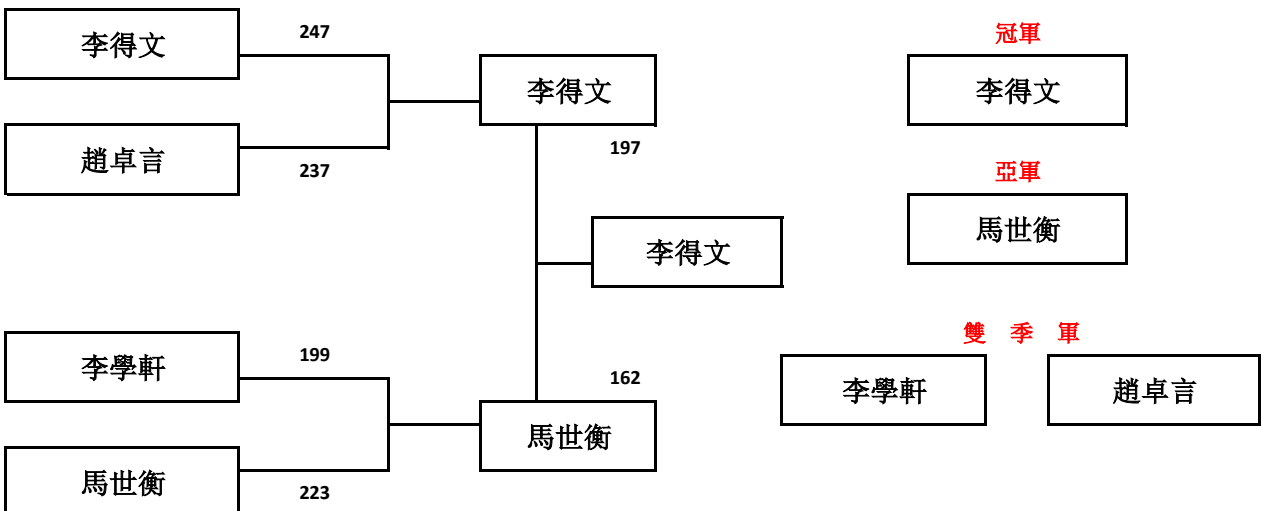 李得文
247
趙卓言
237
李得文
197
李得文
李學軒
199
馬世衡
223
162
馬世衡
冠軍
李得文
亞軍
馬世衡
雙 季 軍
李學軒
趙卓言